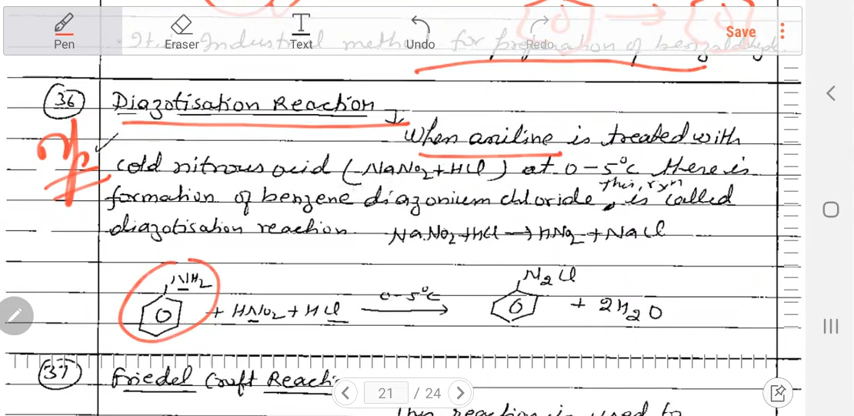 Pen
Eraser
Text
Undo
Redo
Save
Industrial method for preparation of benzaldehyde
36 Diazotisation Reaction
When aniline is treated with
cold nitrous acid (NaNO2+HCl) at 0-5°C there is
formation of benzene diazonium chloride, this rxn is called
diazotisation reaction. NaNO2+HCl → HNO2 + NaCl
NH2 + HNO2 + HCl 0-5°C → N2Cl + 2H2O
37 Friedel Craft Reacti
21 / 24
This reaction is used to